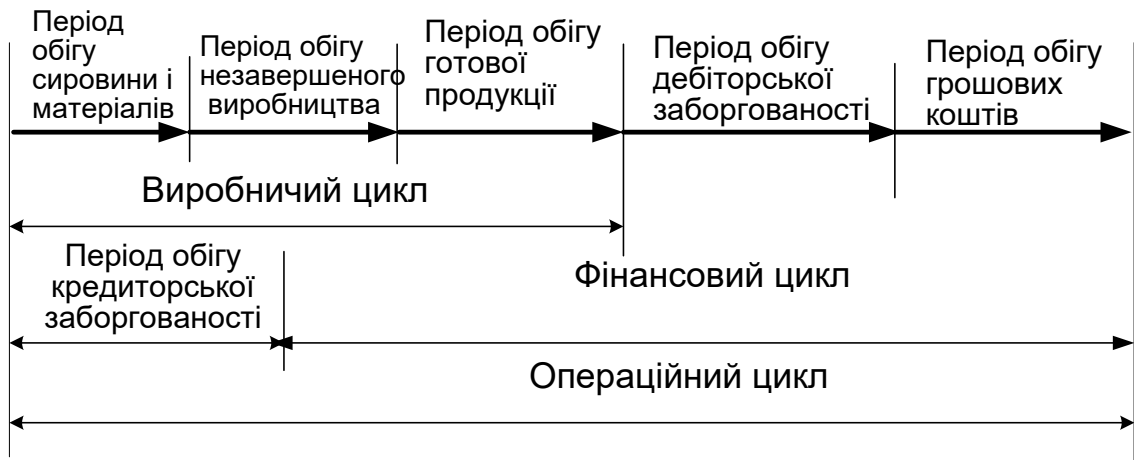 Період
обігу
сировини і
матеріалів
Період обігу
незавершеного
виробництва
Період обігу
готової
продукції
Період обігу
дебіторської
заборгованості
Період обігу
грошових
коштів
Виробничий цикл
Період обігу
кредиторської
заборгованості
Фінансовий цикл
Операційний цикл